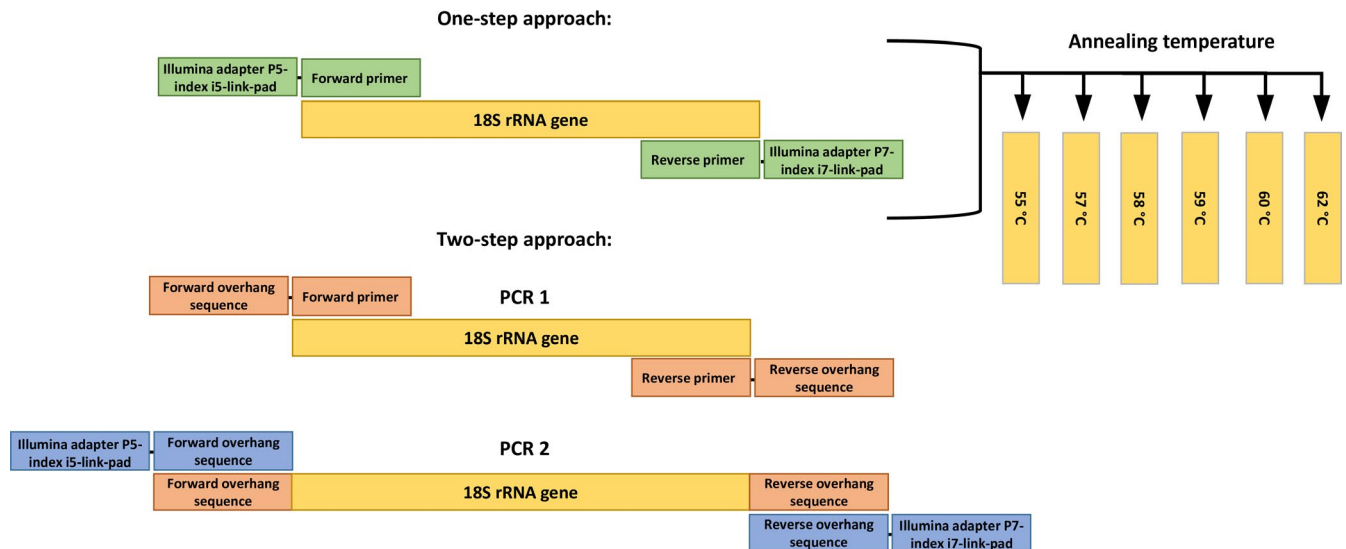 One-step approach:
Annealing temperature
Illumina adapter P5-
index i5-link-pad
Forward primer
18S rRNA gene
Reverse primer
Illumina adapter P7-
index i7-link-pad
55 °C
57 °C
58 °C
59 °C
60 °C
62 °C
Two-step approach:
Forward overhang
sequence
Forward primer
PCR 1
18S rRNA gene
Reverse primer
Reverse overhang
sequence
Illumina adapter P5-
index i5-link-pad
Forward overhang
sequence
PCR 2
Forward overhang
sequence
18S rRNA gene
Reverse overhang
sequence
Reverse overhang
sequence
Illumina adapter P7-
index i7-link-pad